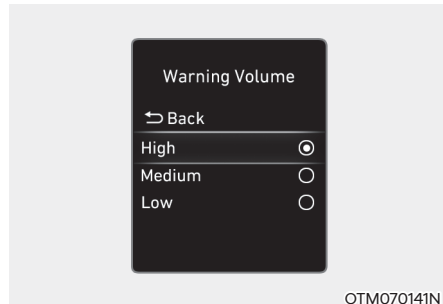 Warning Volume
Back
High
Medium
Low
OTM070141N